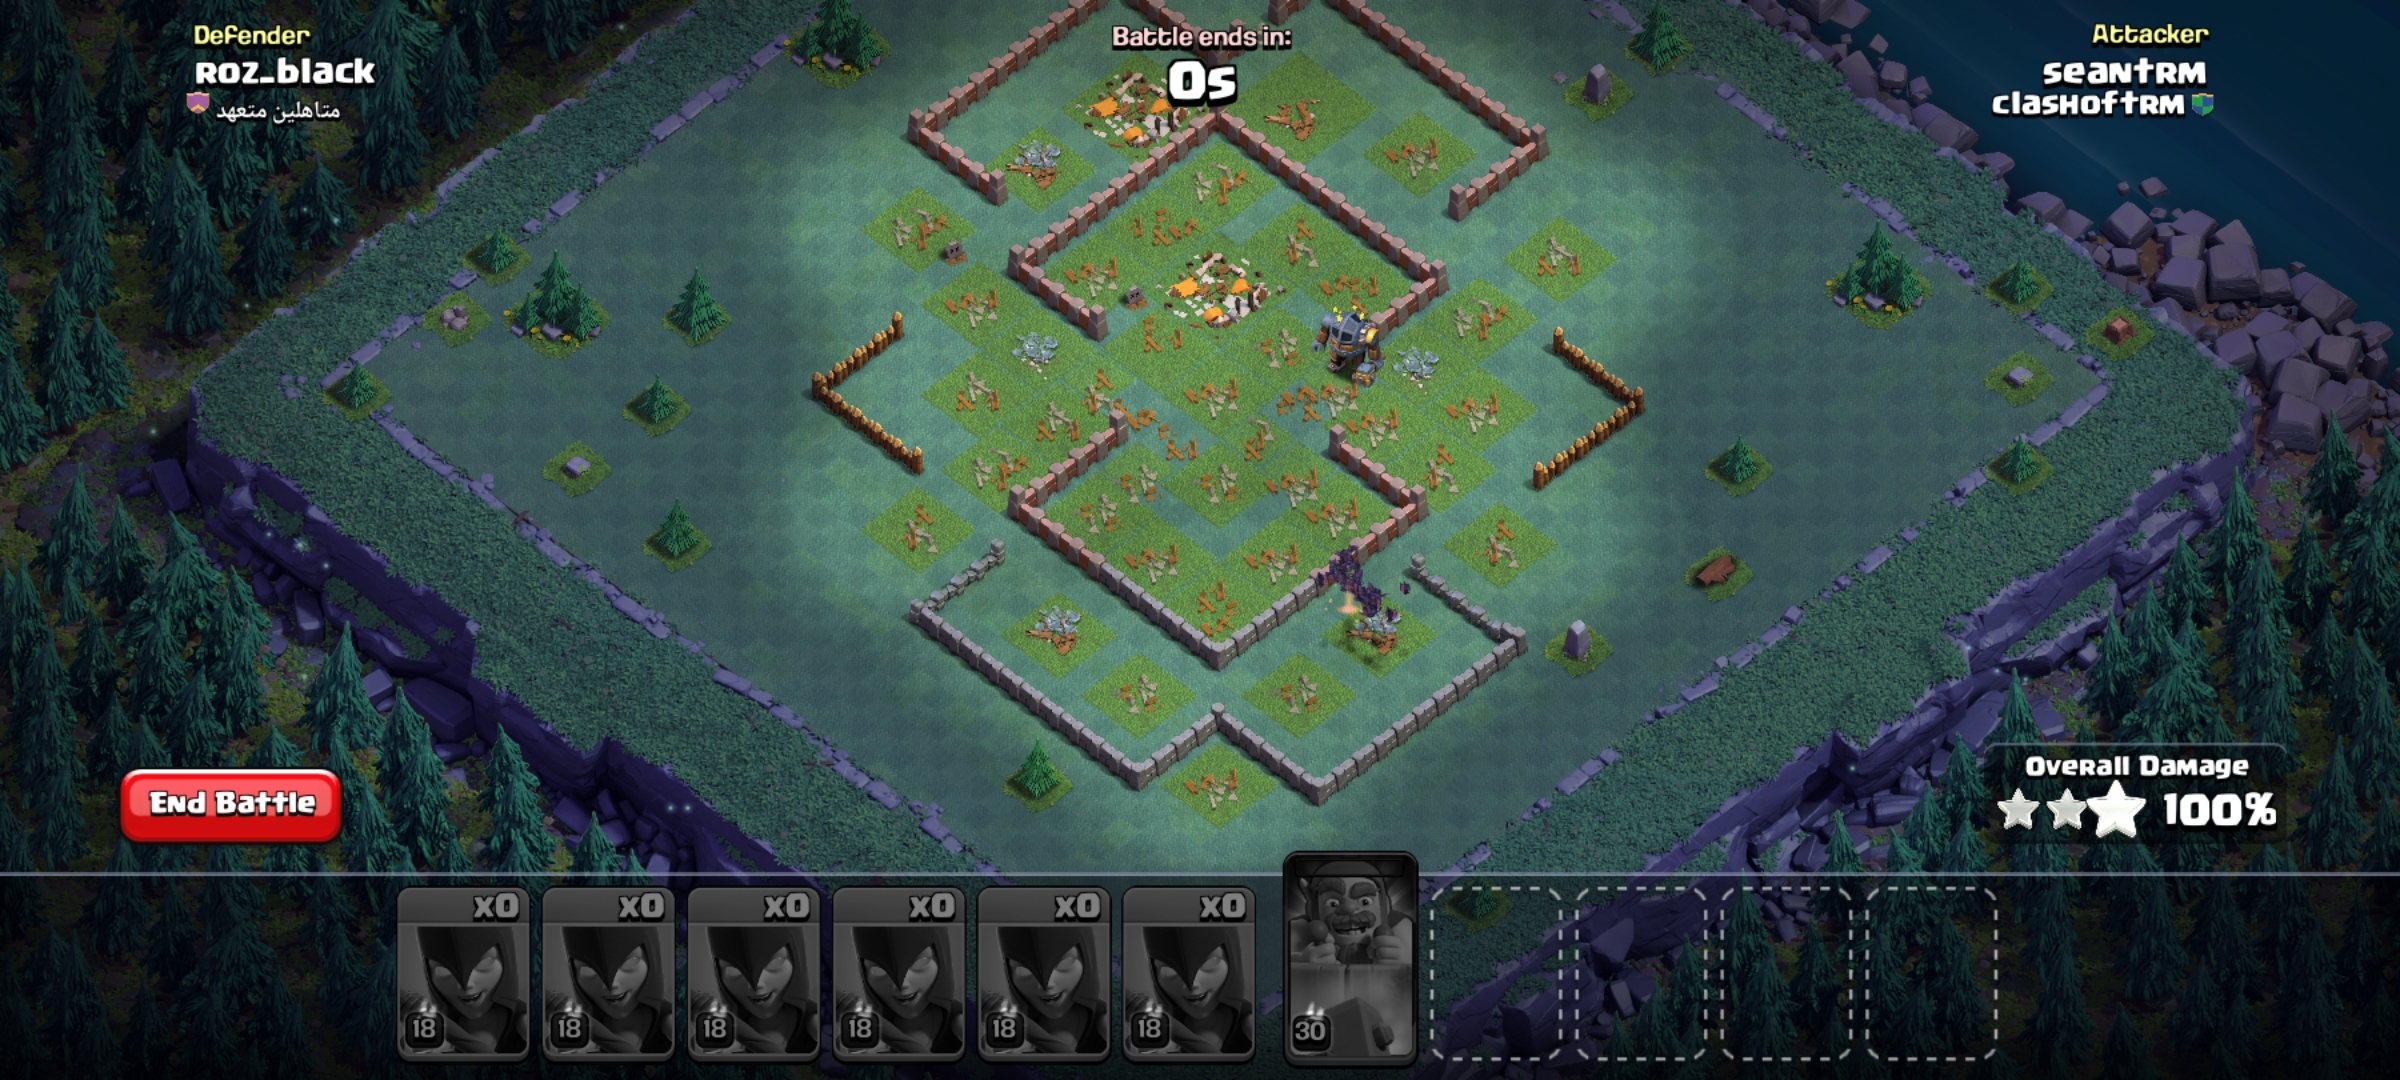 Defender
Roz_black
متاهلین متعهد
Battle ends in:
0s
Attacker
seantRM
clashoftRM
End Battle
Overall Damage
100%
x0 x0 x0 x0 x0 x0
18 18 18 18 18 18 30